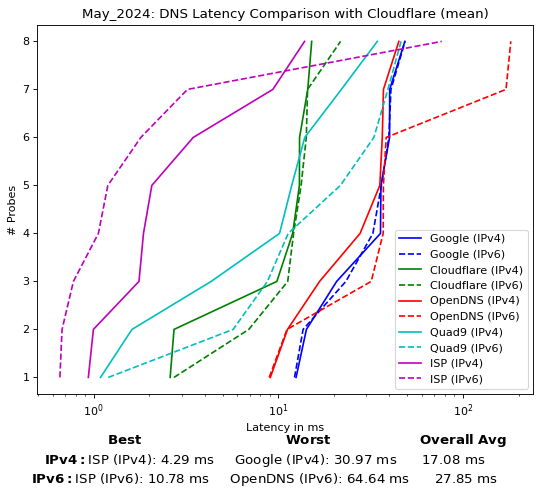 May_2024: DNS Latency Comparison with Cloudflare (mean)
# Probes
8
7
6
5
4
3
2
1
Google (IPv4)
Google (IPv6)
Cloudflare (IPv4)
Cloudflare (IPv6)
OpenDNS (IPv4)
OpenDNS (IPv6)
Quad9 (IPv4)
Quad9 (IPv6)
ISP (IPv4)
ISP (IPv6)
10⁰ 10¹ 10²
Latency in ms
Best Worst Overall Avg
IPv4: ISP (IPv4): 4.29 ms Google (IPv4): 30.97 ms 17.08 ms
IPv6: ISP (IPv6): 10.78 ms OpenDNS (IPv6): 64.64 ms 27.85 ms